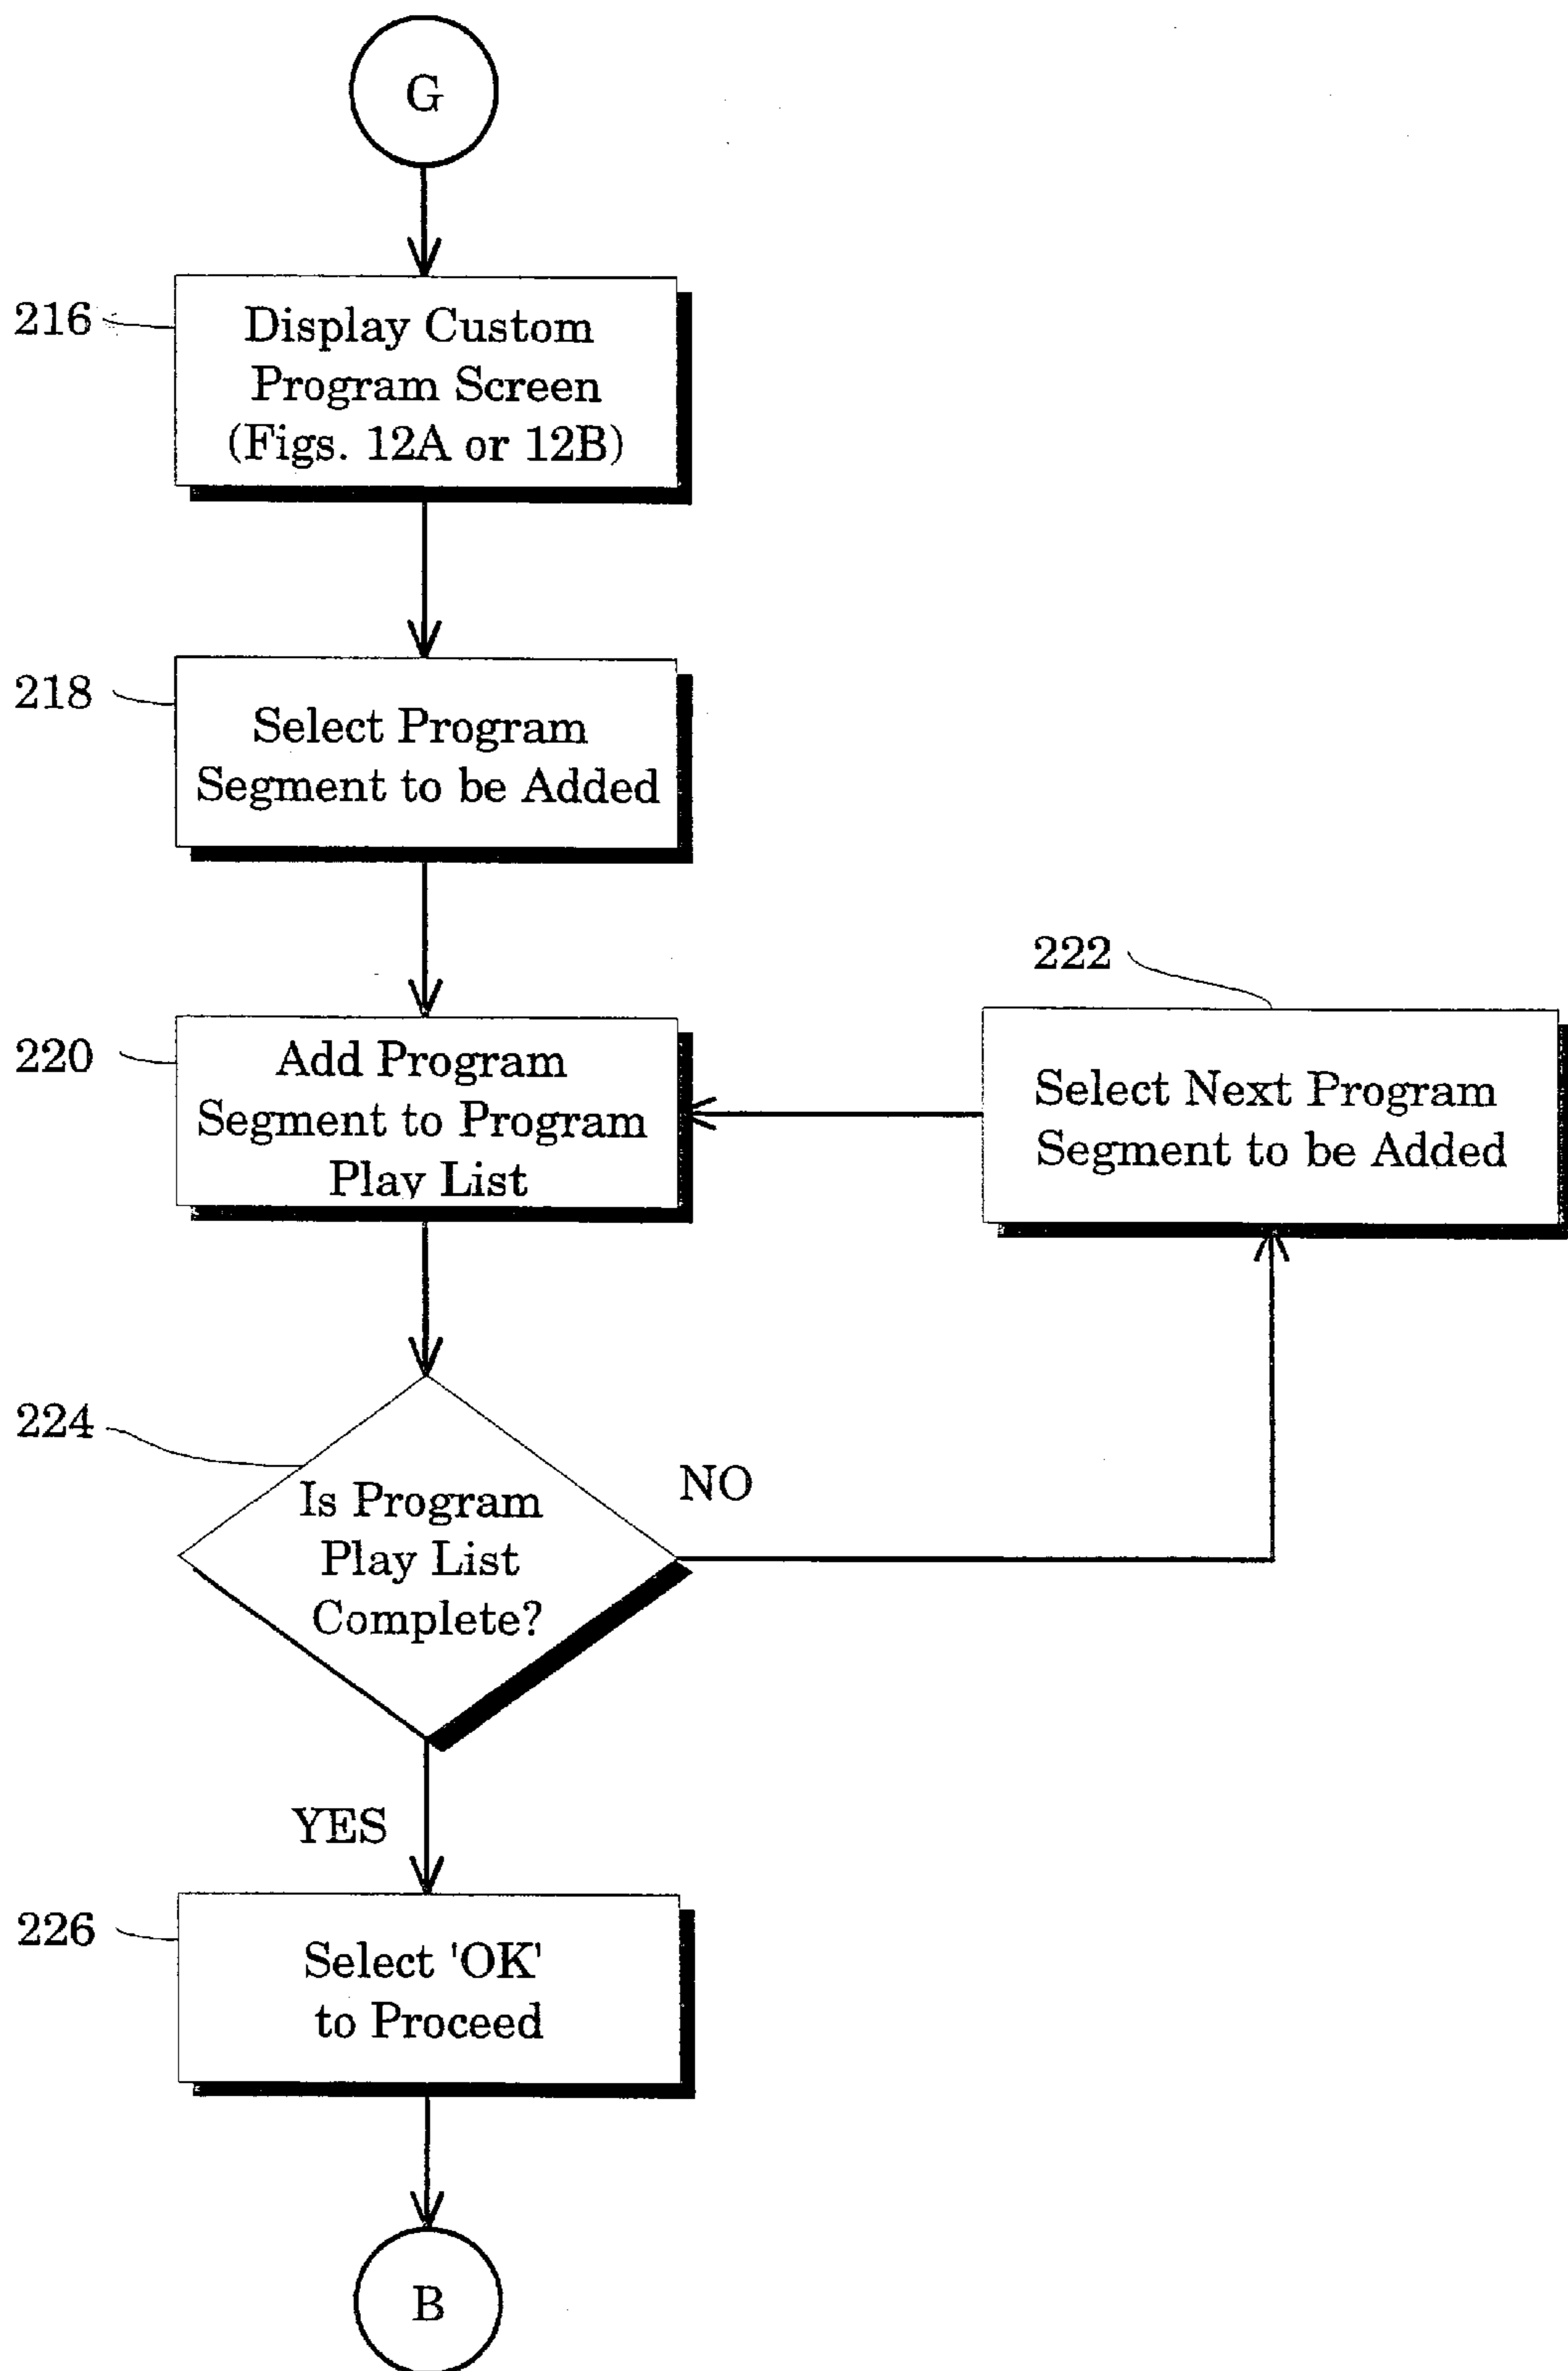 G
216
Display Custom
Program Screen
(Figs. 12A or 12B)
218
Select Program
Segment to be Added
222
220
Add Program
Segment to Program
Play List
Select Next Program
Segment to be Added
224
Is Program
Play List
Complete?
NO
YES
226
Select 'OK'
to Proceed
B